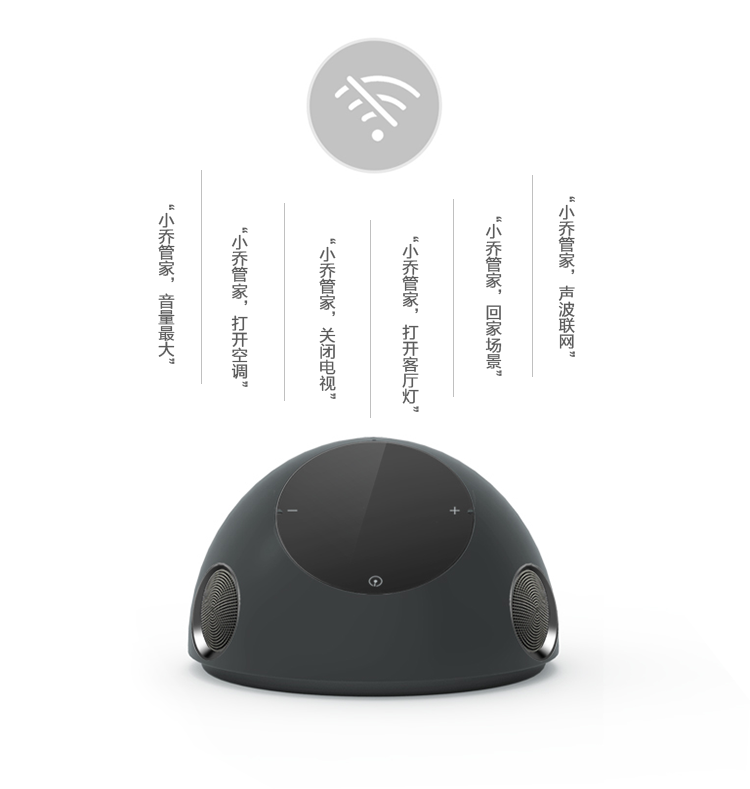 “小乔管家，音量最大”
“小乔管家，打开空调”
“小乔管家，关闭电视”
“小乔管家，打开客厅灯”
“小乔管家，回家场景”
“小乔管家，声波联网”